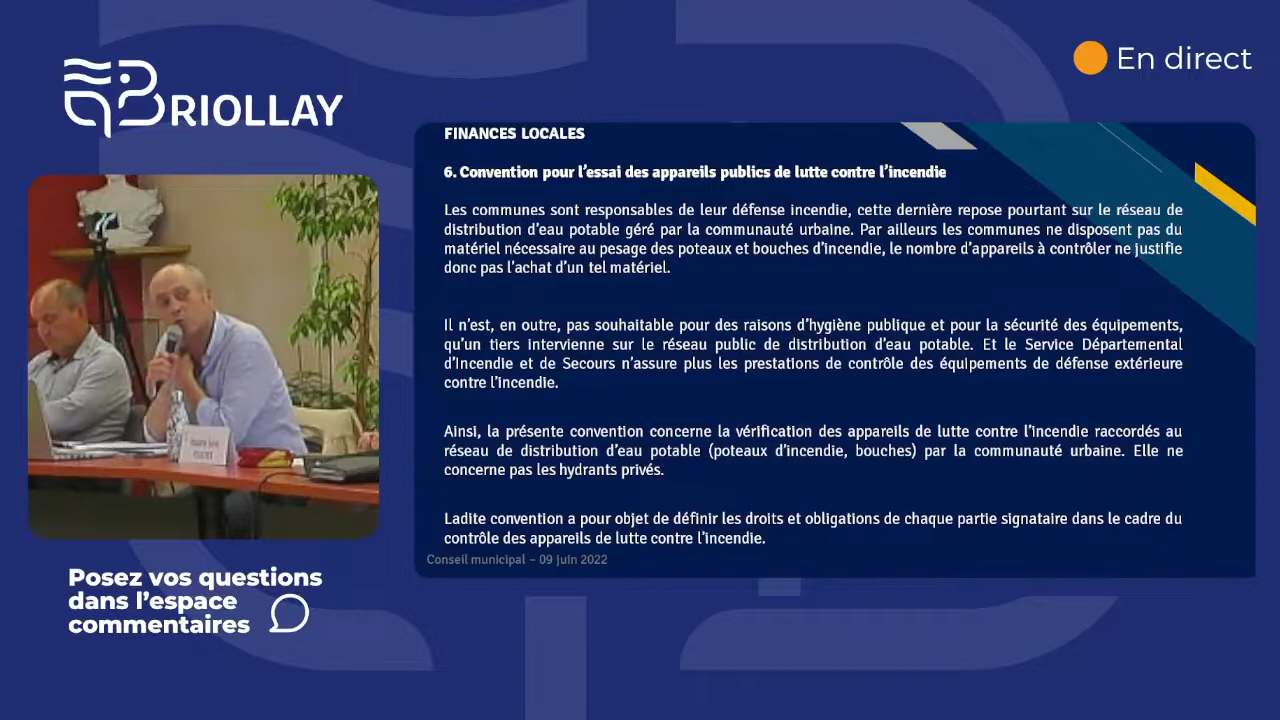 BRIOLLAY
En direct
FINANCES LOCALES
6. Convention pour l'essai des appareils publics de lutte contre l'incendie
Les communes sont responsables de leur défense incendie, cette dernière repose pourtant sur le réseau de
distribution d'eau potable géré par la communauté urbaine. Par ailleurs les communes ne disposent pas du
matériel nécessaire au pesage des poteaux et bouches d'incendie, le nombre d'appareils à contrôler ne justifie
donc pas l'achat d'un tel matériel.
Il n'est, en outre, pas souhaitable pour des raisons d'hygiène publique et pour la sécurité des équipements,
qu'un tiers intervienne sur le réseau public de distribution d'eau potable. Et le Service Départemental
d'Incendie et de Secours n'assure plus les prestations de contrôle des équipements de défense extérieure
contre l'incendie.
Ainsi, la présente convention concerne la vérification des appareils de lutte contre l'incendie raccordés au
réseau de distribution d'eau potable (poteaux d'incendie, bouches) par la communauté urbaine. Elle ne
concerne pas les hydrants privés.
Ladite convention a pour objet de définir les droits et obligations de chaque partie signataire dans le cadre du
contrôle des appareils de lutte contre l'incendie.
Conseil municipal – 09 juin 2022
Posez vos questions
dans l'espace
commentaires